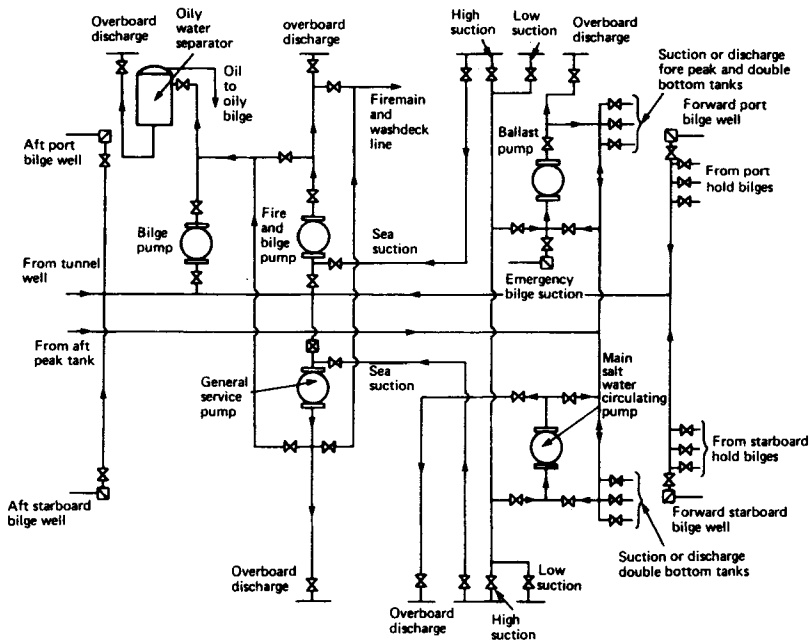 Overboard
discharge
Oily
water
separator
Oil
to
oily
bilge
overboard
discharge
High
suction
Low
suction
Overboard
discharge
Suction or discharge
fore peak and double
bottom tanks
Firemain
and
washdeck
line
Forward port
bilge well
Aft port
bilge well
Ballast
pump
From port
hold bilges
Bilge
pump
Fire
and
bilge
pump
Sea
suction
From tunnel
well
Emergency
bilge suction
From aft
peak tank
General
service
pump
Sea
suction
Main
salt
water
circulating
pump
From starboard
hold bilges
Aft starboard
bilge well
Forward starboard
bilge well
Suction or discharge
double bottom tanks
Overboard
discharge
Overboard
discharge
High
suction
Low
suction